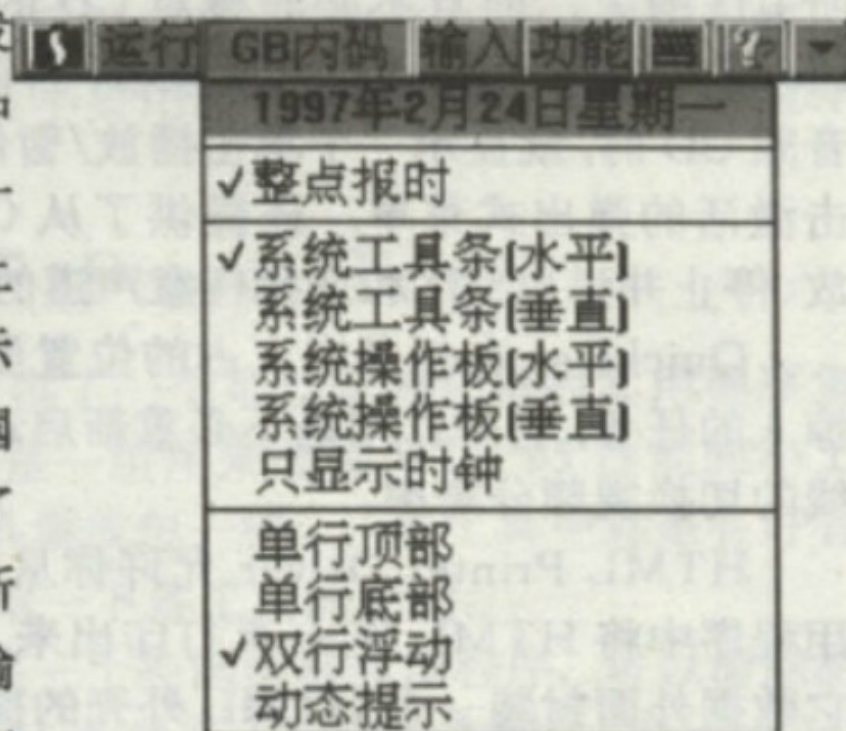 运行 GB内码 输入 功能
1997年2月24日星期一
√整点报时
√系统工具条(水平)
系统工具条(垂直)
系统操作板(水平)
系统操作板(垂直)
只显示时钟
单行顶部
单行底部
√双行浮动
动态提示